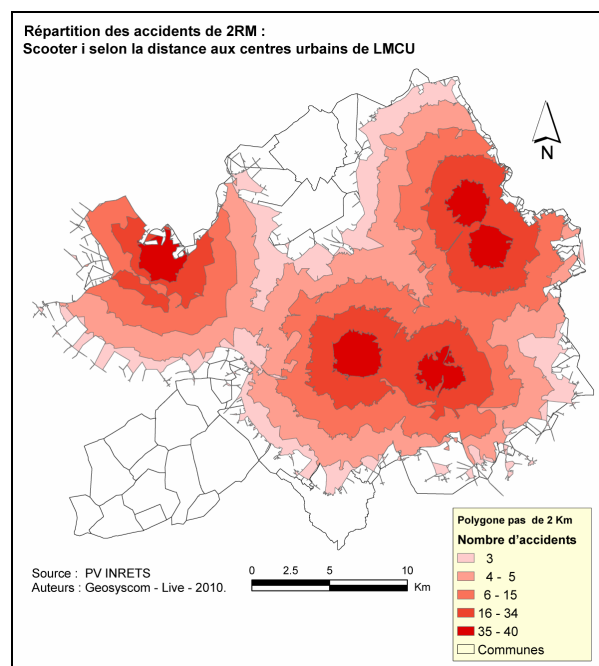 Répartition des accidents de 2RM :
Scooter i selon la distance aux centres urbains de LMCU
N
Polygone pas de 2 Km
Nombre d'accidents
3
4 - 5
6 - 15
16 - 34
35 - 40
Communes
Source : PV INRETS
Auteurs : Geosyscom - Live - 2010.
0 2.5 5 10
Km